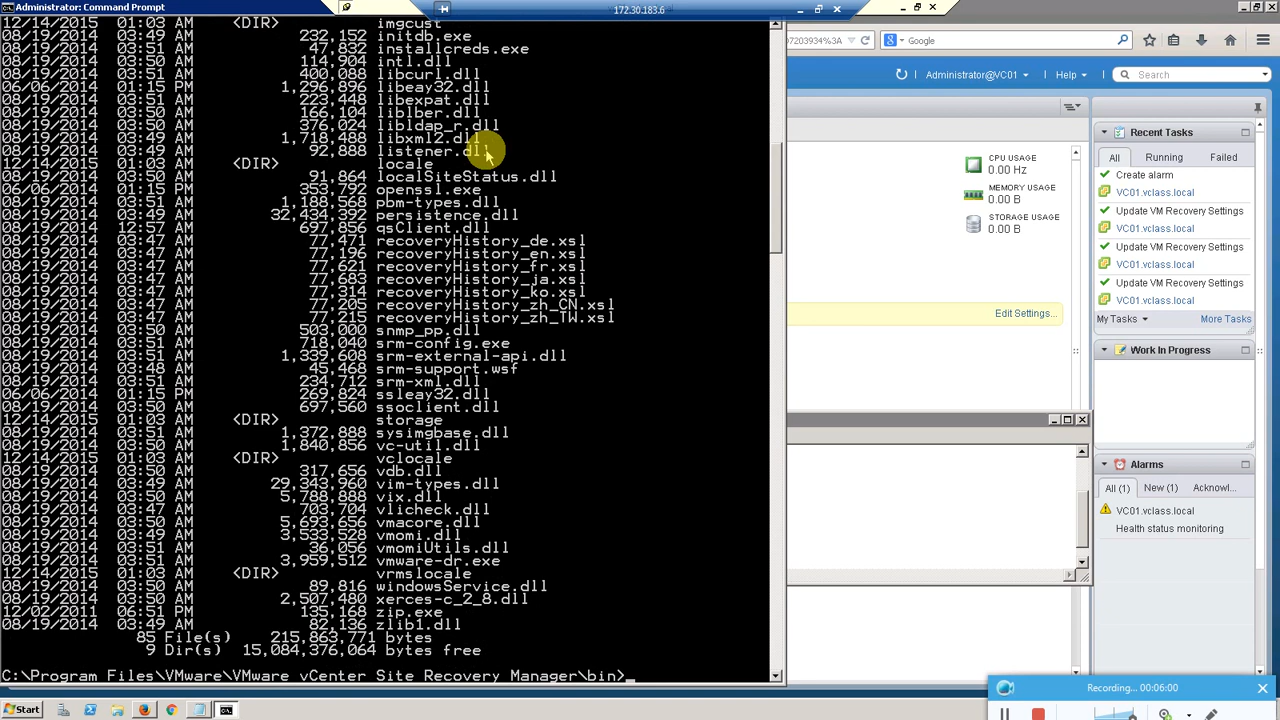 Administrator: Command Prompt
172.30.183.6
12/14/2015 01:03 AM <DIR> imgcust
08/19/2014 03:49 AM 232,152 initdb.exe
08/19/2014 03:49 AM 47,832 installcreds.exe
08/19/2014 03:50 AM 114,904 intl.dll
08/19/2014 03:50 AM 400,088 libcurl.dll
06/06/2014 01:15 PM 1,296,896 libeay32.dll
08/19/2014 03:51 AM 223,448 libexpat.dll
08/19/2014 03:50 AM 166,104 liblber.dll
08/19/2014 03:50 AM 376,024 libldap_r.dll
08/19/2014 03:50 AM 1,718,488 libxml2.dll
08/19/2014 03:51 AM 92,888 listener.dll
12/14/2015 01:03 AM <DIR> locale
08/19/2014 03:50 AM 91,864 localSiteStatus.dll
06/06/2014 01:15 PM 353,792 openssl.exe
08/19/2014 03:51 AM 1,188,568 pbm-types.dll
08/19/2014 03:49 AM 32,434,392 persistence.dll
08/19/2014 12:57 AM 697,856 qsClient.dll
08/19/2014 03:47 AM 77,471 recoveryHistory_de.xsl
08/19/2014 03:47 AM 77,196 recoveryHistory_en.xsl
08/19/2014 03:47 AM 77,621 recoveryHistory_fr.xsl
08/19/2014 03:47 AM 77,683 recoveryHistory_ja.xsl
08/19/2014 03:47 AM 77,314 recoveryHistory_ko.xsl
08/19/2014 03:47 AM 77,205 recoveryHistory_zh_CN.xsl
08/19/2014 03:47 AM 77,215 recoveryHistory_zh_TW.xsl
08/19/2014 03:50 AM 503,000 snmp_pp.dll
08/19/2014 03:51 AM 718,040 srm-config.exe
08/19/2014 03:50 AM 1,339,608 srm-external-api.dll
08/19/2014 03:48 AM 45,468 srm-support.wsf
08/19/2014 03:51 AM 234,712 srm-xml.dll
06/06/2014 01:15 PM 269,824 ssleay32.dll
08/19/2014 03:50 AM 697,560 ssoclient.dll
12/14/2015 01:03 AM <DIR> storage
08/19/2014 03:51 AM 1,372,888 sysimgbase.dll
08/19/2014 03:50 AM 1,840,856 vc-util.dll
12/14/2015 01:03 AM <DIR> vclocale
08/19/2014 03:50 AM 317,656 vdb.dll
08/19/2014 03:49 AM 29,343,960 vim-types.dll
08/19/2014 03:51 AM 5,788,888 vix.dll
08/19/2014 03:47 AM 703,704 vlicheck.dll
08/19/2014 03:50 AM 5,693,656 vmacore.dll
08/19/2014 03:49 AM 3,533,528 vmomi.dll
08/19/2014 03:51 AM 36,056 vmomiUtils.dll
08/19/2014 03:51 AM 3,959,512 vmware-dr.exe
12/14/2015 01:03 AM <DIR> vrmslocale
08/19/2014 03:50 AM 89,816 windowsService.dll
08/19/2014 03:50 AM 2,507,480 xerces-c_2_8.dll
12/02/2011 06:51 PM 135,168 zip.exe
08/19/2014 03:49 AM 82,136 zlib1.dll
85 File(s) 215,863,771 bytes
9 Dir(s) 15,084,376,064 bytes free
C:\Program Files\VMware\VMware vCenter Site Recovery Manager\bin>_
97203934%3A
Google
Administrator@VC01
Help
Search
CPU USAGE
0.00 Hz
MEMORY USAGE
0.00 B
STORAGE USAGE
0.00 B
Edit Settings...
Recent Tasks
All Running Failed
Create alarm
VC01.vclass.local
Update VM Recovery Settings
VC01.vclass.local
Update VM Recovery Settings
VC01.vclass.local
Update VM Recovery Settings
VC01.vclass.local
My Tasks More Tasks
Work In Progress
Alarms
All (1) New (1) Acknowl...
VC01.vclass.local
Health status monitoring
Recording... 00:06:00
Start